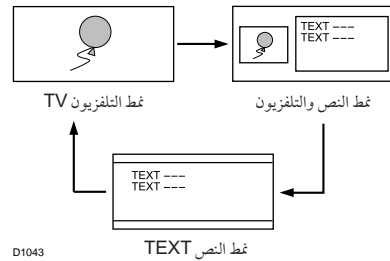 TEXT ---
TEXT ---
نمط التلفزيون TV
نمط النص والتلفزيون
TEXT ---
TEXT ---
نمط النص TEXT
D1043